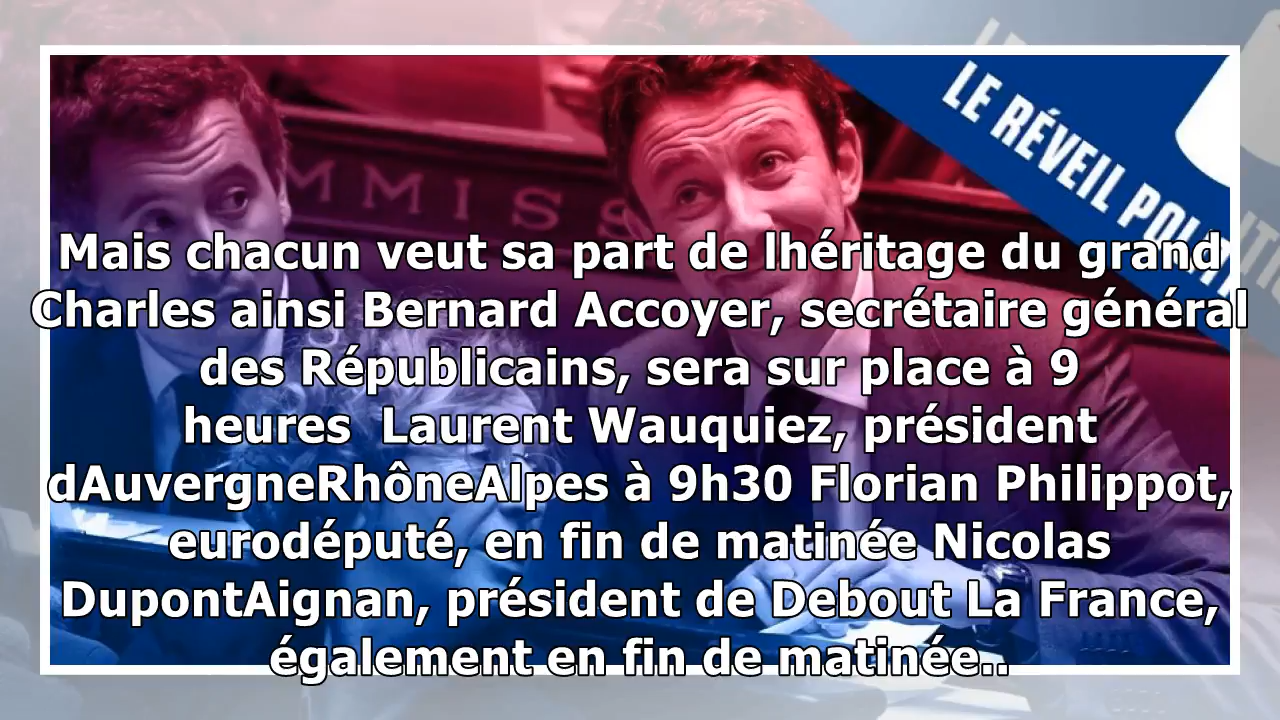 LE RÉVEIL POLITI
MMISS
Mais chacun veut sa part de lhéritage du grand
Charles ainsi Bernard Accoyer, secrétaire général
des Républicains, sera sur place à 9
heures  Laurent Wauquiez, président
dAuvergneRhôneAlpes à 9h30 Florian Philippot,
eurodéputé, en fin de matinée Nicolas
DupontAignan, président de Debout La France,
également en fin de matinée..